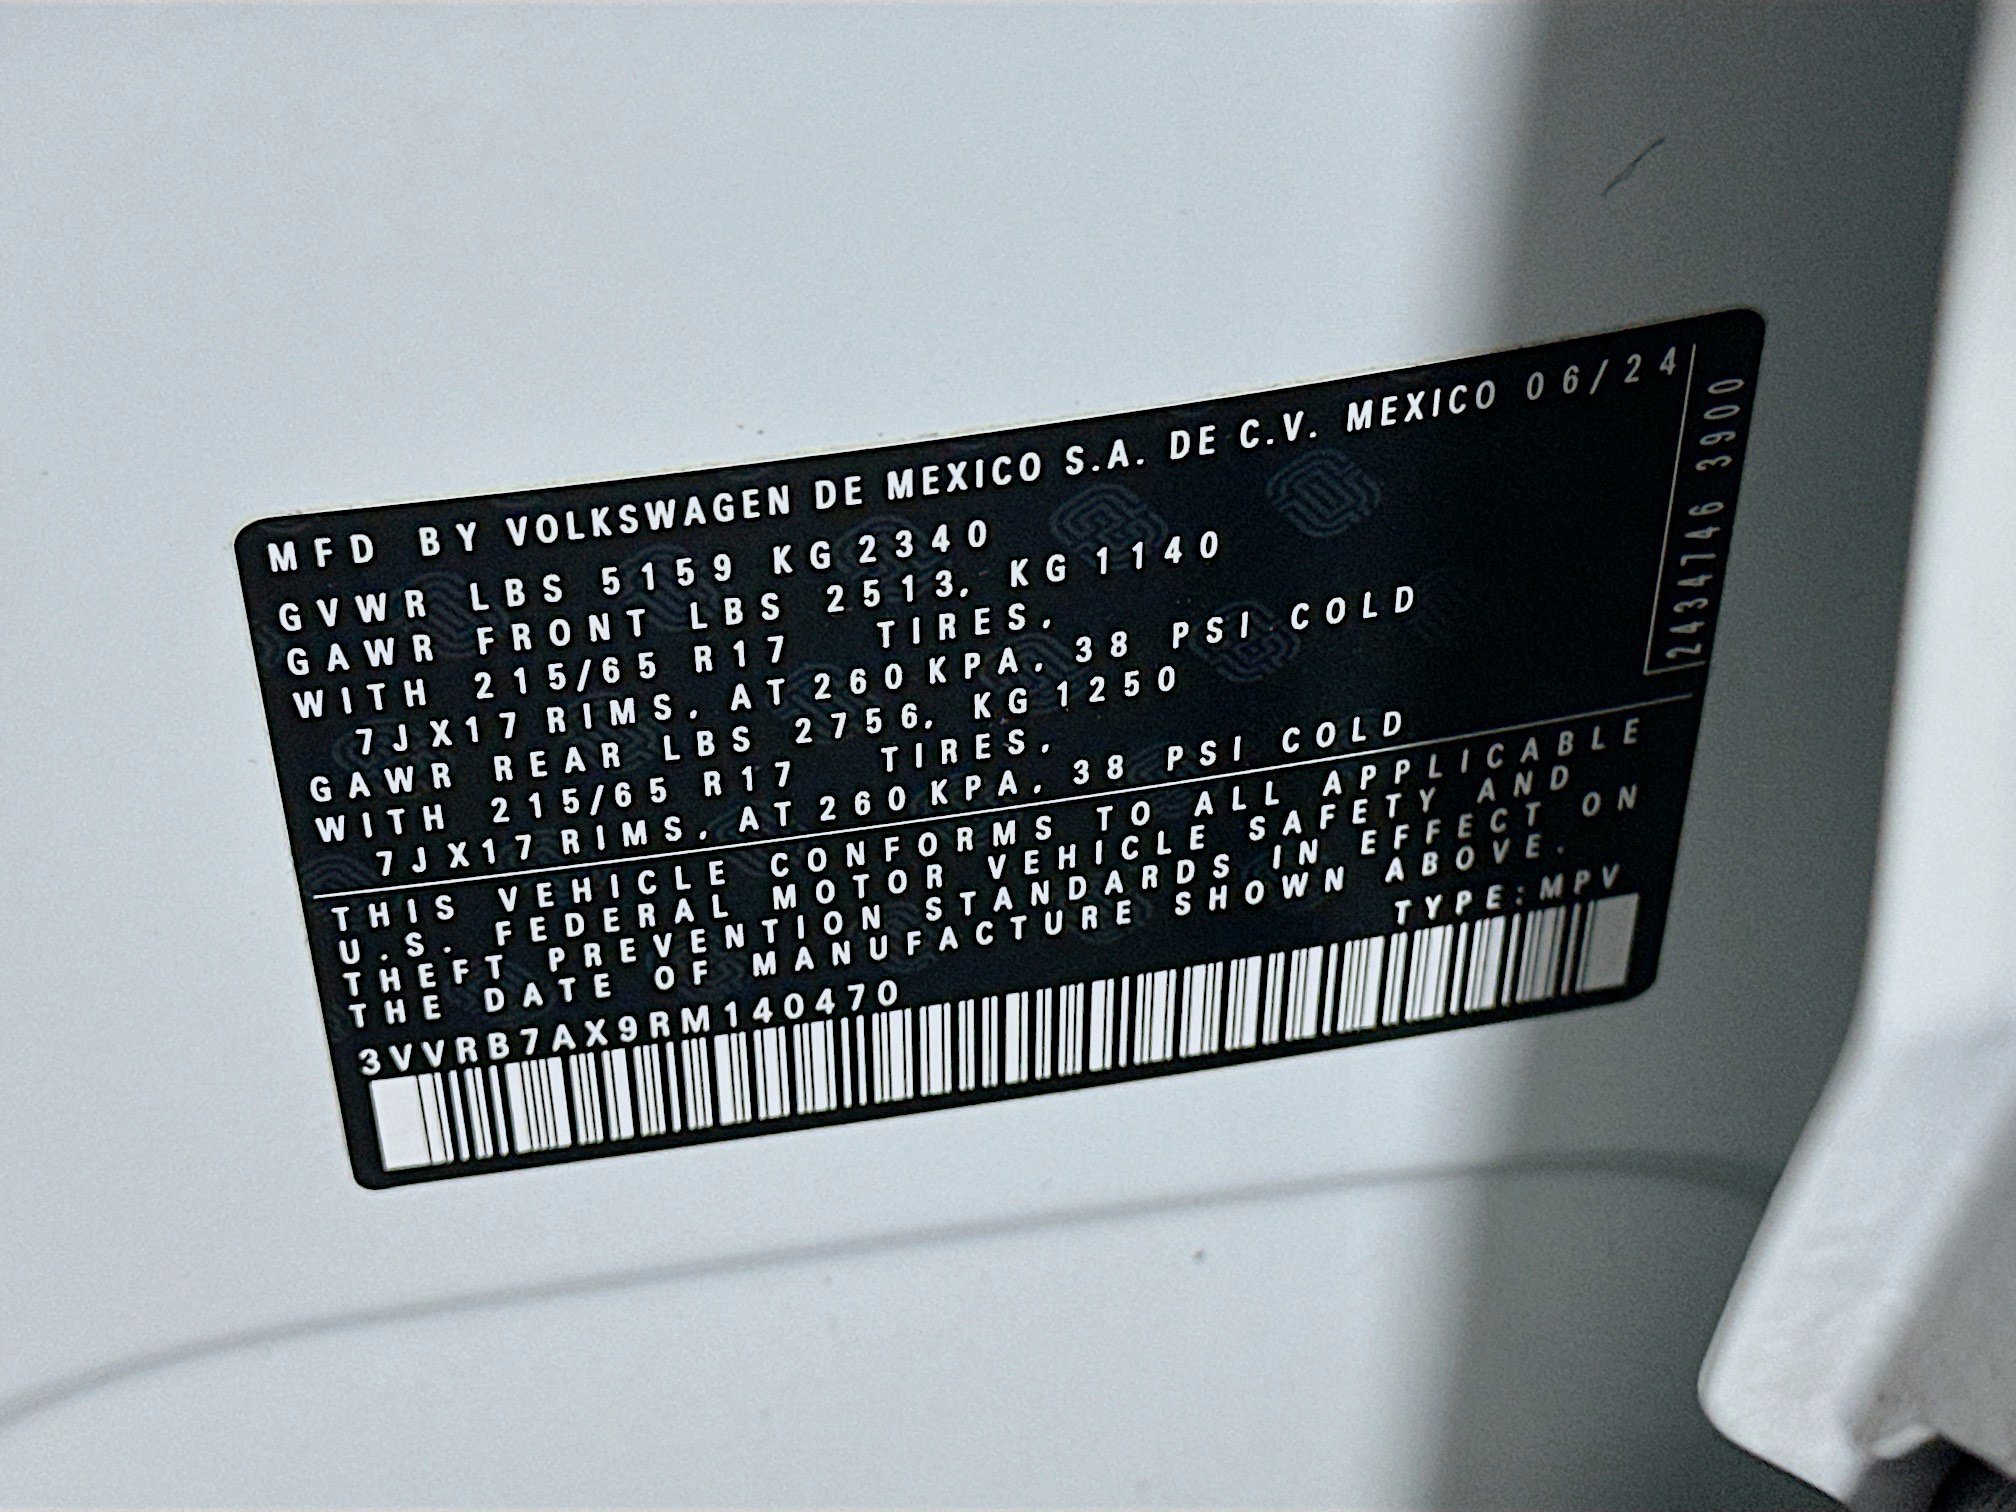 MFD BY VOLKSWAGEN DE MEXICO S.A. DE C.V. MEXICO 06/24
GVWR LBS 5159 KG 2340
GAWR FRONT LBS 2513. KG 1140
WITH 215/65 R17 TIRES.
7JX17 RIMS. AT 260 KPA. 38 PSI COLD
GAWR REAR LBS 2756. KG 1250
WITH 215/65 R17 TIRES.
7JX17 RIMS. AT 260 KPA. 38 PSI COLD
THIS VEHICLE CONFORMS TO ALL APPLICABLE
U.S. FEDERAL MOTOR VEHICLE SAFETY AND
THEFT PREVENTION STANDARDS IN EFFECT ON
THE DATE OF MANUFACTURE SHOWN ABOVE.
3VVRB7AX9RM140470 TYPE: MPV
2434746 3900